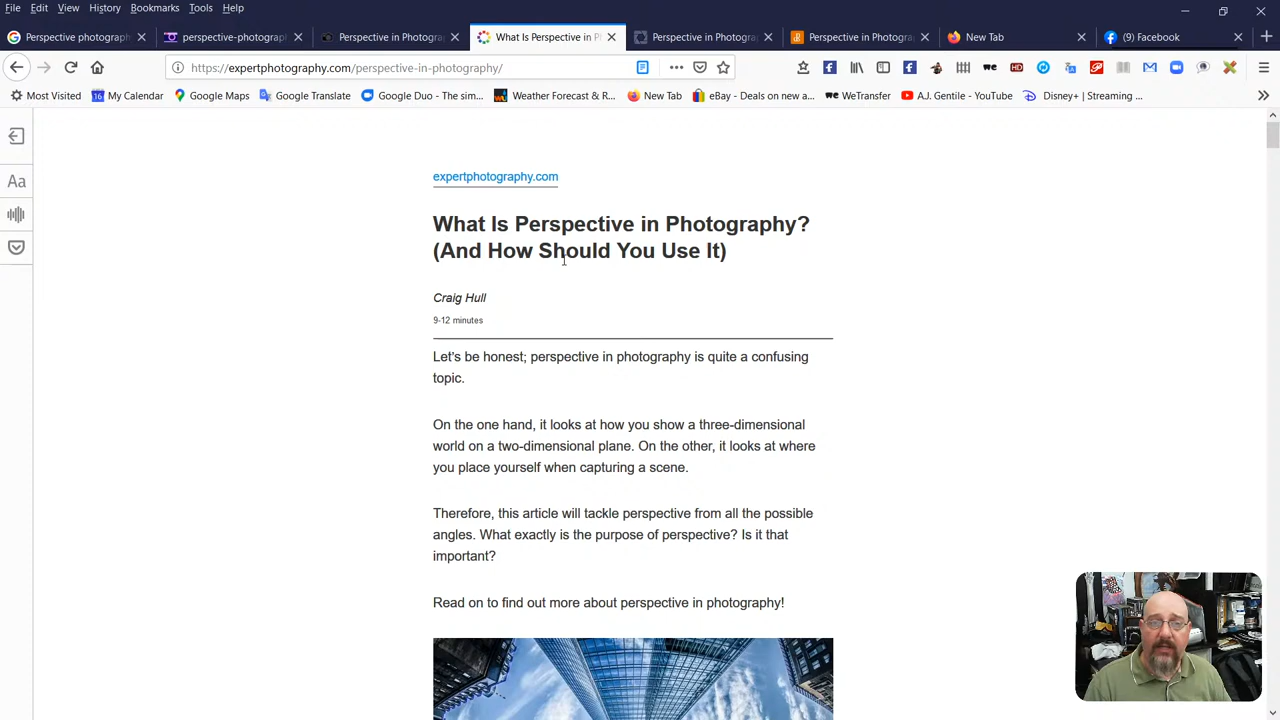 File Edit View History Bookmarks Tools Help
Perspective photograph
perspective-photograph
Perspective in Photogra
What Is Perspective in P
Perspective in Photogra
Perspective in Photogra
New Tab
(9) Facebook
https://expertphotography.com/perspective-in-photography/
Most Visited
My Calendar
Google Maps
Google Translate
Google Duo - The sim...
Weather Forecast & R...
New Tab
eBay - Deals on new a...
WeTransfer
A.J. Gentile - YouTube
Disney+ | Streaming ...
Aa
expertphotography.com
What Is Perspective in Photography?
(And How Should You Use It)
Craig Hull
9-12 minutes
Let's be honest; perspective in photography is quite a confusing
topic.
On the one hand, it looks at how you show a three-dimensional
world on a two-dimensional plane. On the other, it looks at where
you place yourself when capturing a scene.
Therefore, this article will tackle perspective from all the possible
angles. What exactly is the purpose of perspective? Is it that
important?
Read on to find out more about perspective in photography!